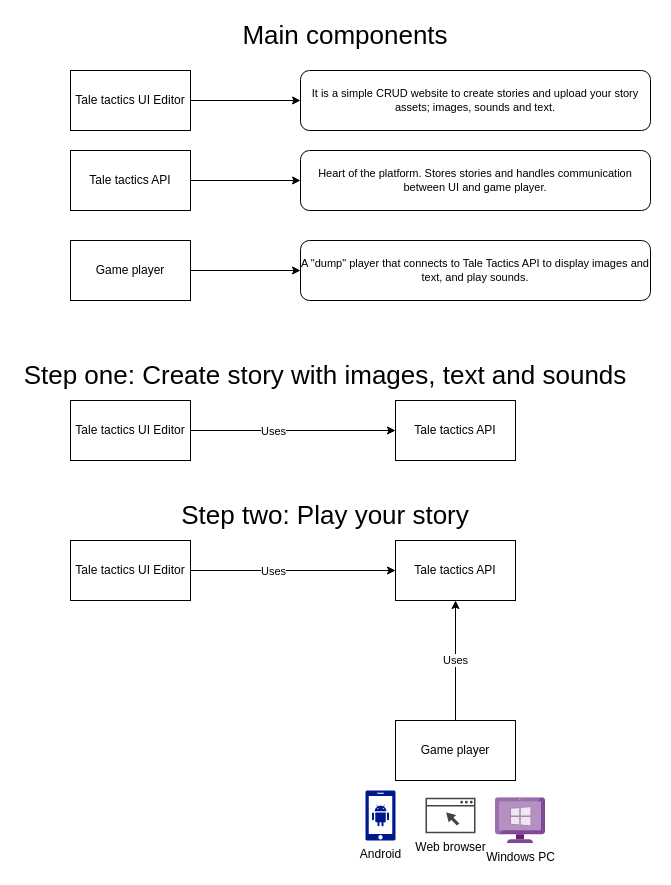 Main components
Tale tactics UI Editor
It is a simple CRUD website to create stories and upload your story
assets; images, sounds and text.
Tale tactics API
Heart of the platform. Stores stories and handles communication
between UI and game player.
Game player
A "dump" player that connects to Tale Tactics API to display images and
text, and play sounds.
Step one: Create story with images, text and sounds
Tale tactics UI Editor
Uses
Tale tactics API
Step two: Play your story
Tale tactics UI Editor
Uses
Tale tactics API
Uses
Game player
Android
Web browser
Windows PC